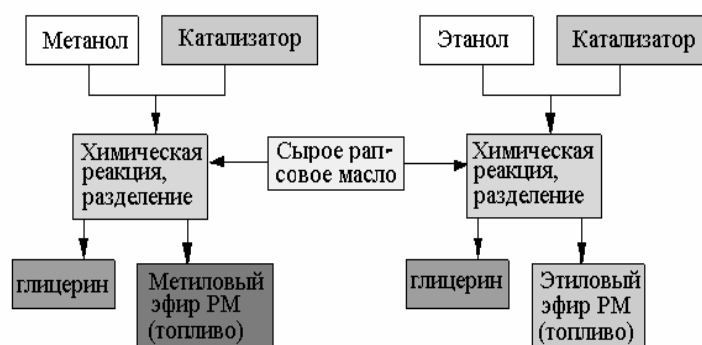 Метанол
Катализатор
Этанол
Катализатор
Химическая
реакция,
разделение
Сырое рап-
совое масло
Химическая
реакция,
разделение
глицерин
Метиловый
эфир РМ
(топливо)
глицерин
Этиловый
эфир РМ
(топливо)